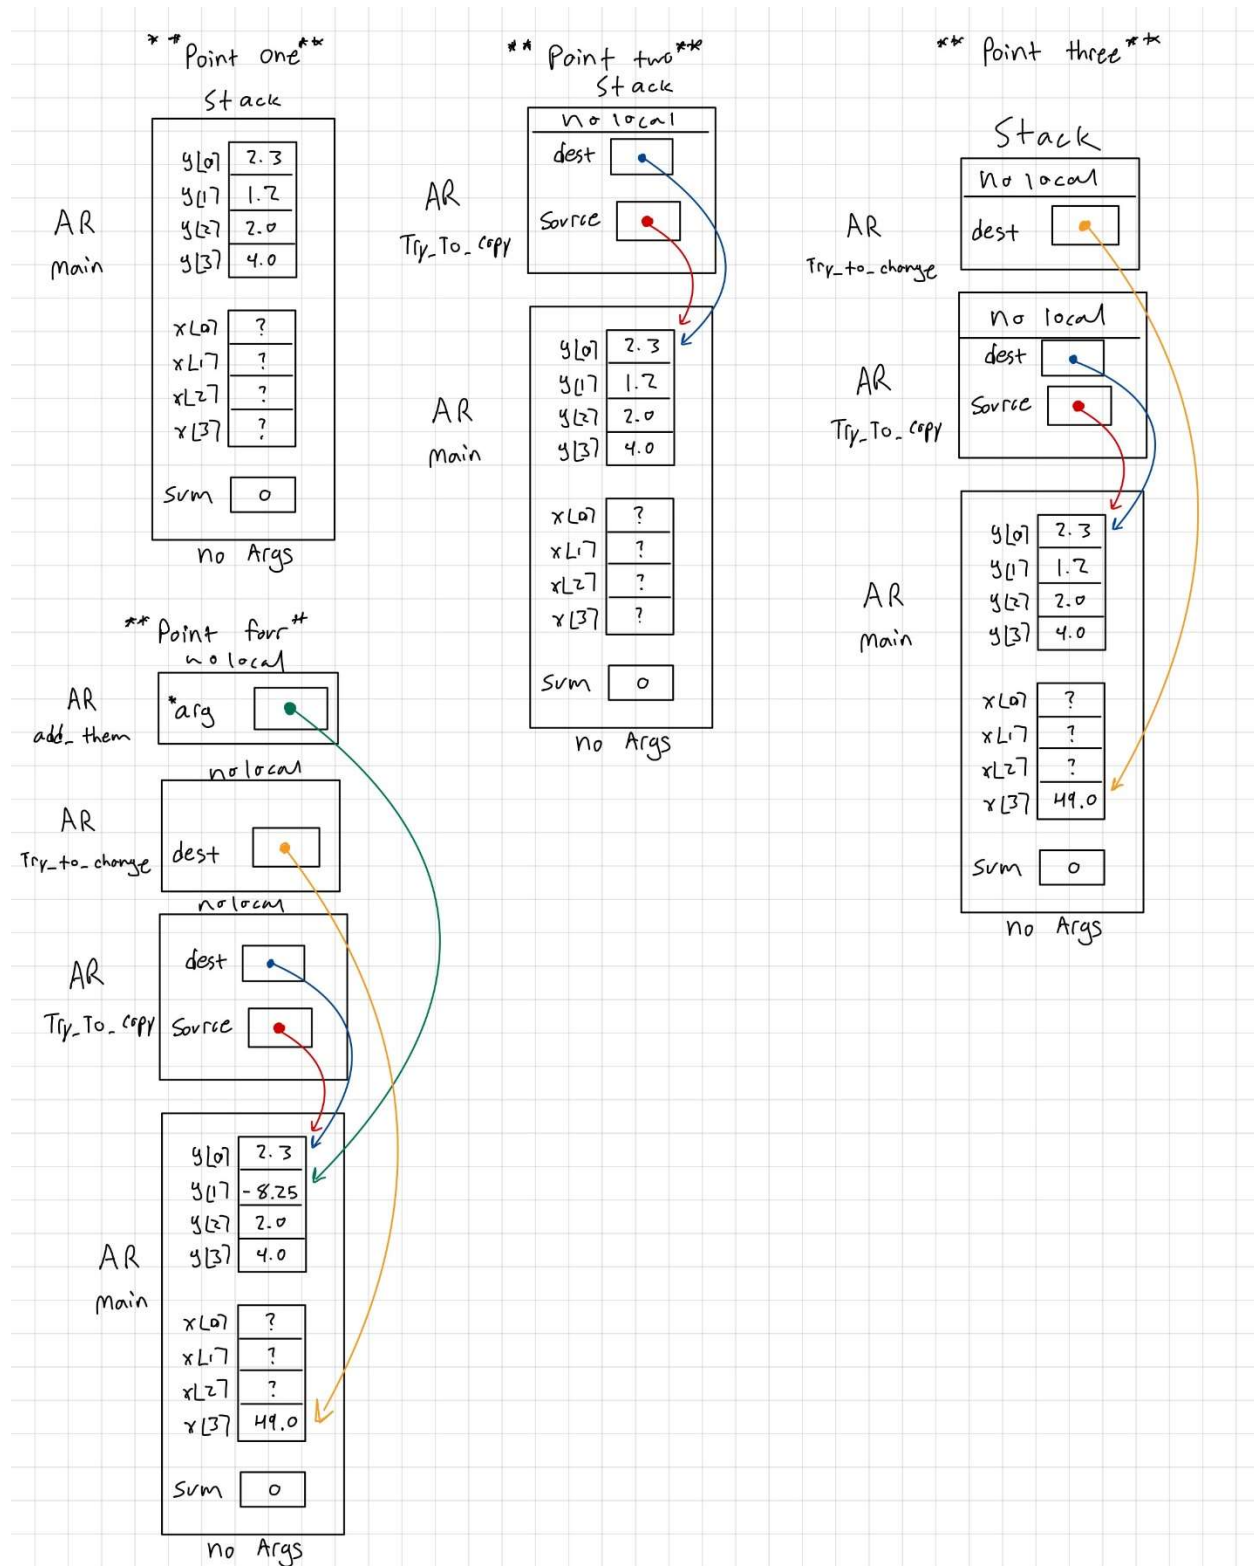 ** Point one **
Stack
AR
main
y[0] 2.3
y[1] 1.2
y[2] 2.0
y[3] 4.0
x[0] ?
x[1] ?
x[2] ?
x[3] ?
sum 0
no Args
** Point two **
Stack
no local
AR
Try_To_copy
dest
Source
AR
main
y[0] 2.3
y[1] 1.2
y[2] 2.0
y[3] 4.0
x[0] ?
x[1] ?
x[2] ?
x[3] ?
sum 0
no Args
** Point three **
Stack
no local
AR
Try_to_change
dest
no local
AR
Try_To_copy
dest
Source
AR
main
y[0] 2.3
y[1] 1.2
y[2] 2.0
y[3] 4.0
x[0] ?
x[1] ?
x[2] ?
x[3] 49.0
sum 0
no Args
** Point four **
no local
AR
add_them
*arg
no local
AR
Try_to_change
dest
no local
AR
Try_To_copy
dest
Source
AR
main
y[0] 2.3
y[1] -8.25
y[2] 2.0
y[3] 4.0
x[0] ?
x[1] ?
x[2] ?
x[3] 49.0
sum 0
no Args